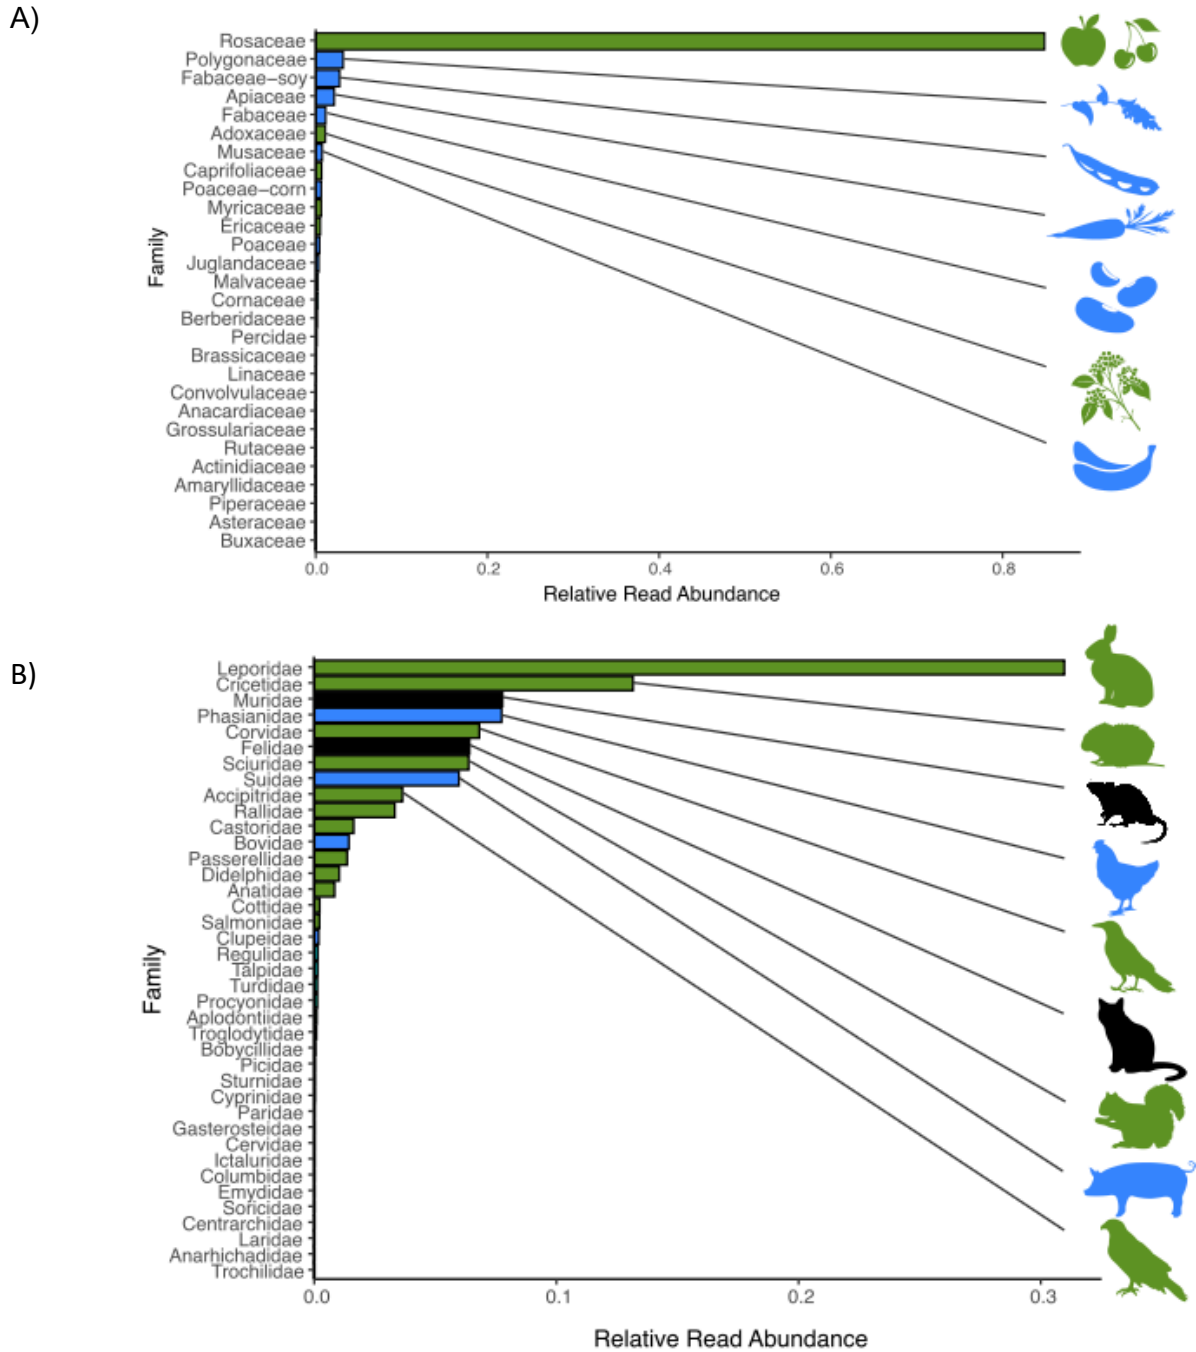 A)
Rosaceae
Polygonaceae
Fabaceae−soy
Apiaceae
Fabaceae
Adoxaceae
Musaceae
Caprifoliaceae
Poaceae−corn
Myricaceae
Ericaceae
Poaceae
Juglandaceae
Malvaceae
Cornaceae
Berberidaceae
Percidae
Brassicaceae
Linaceae
Convolvulaceae
Anacardiaceae
Grossulariaceae
Rutaceae
Actinidiaceae
Amaryllidaceae
Piperaceae
Asteraceae
Buxaceae
Family
0.0 0.2 0.4 0.6 0.8
Relative Read Abundance
B)
Leporidae
Cricetidae
Muridae
Phasianidae
Corvidae
Felidae
Sciuridae
Suidae
Accipitridae
Rallidae
Castoridae
Bovidae
Passerellidae
Didelphidae
Anatidae
Cottidae
Salmonidae
Clupeidae
Regulidae
Talpidae
Turdidae
Procyonidae
Aplodontiidae
Troglodytidae
Bobycillidae
Picidae
Sturnidae
Cyprinidae
Paridae
Gasterosteidae
Cervidae
Ictaluridae
Columbidae
Emydidae
Soricidae
Centrarchidae
Laridae
Anarhichadidae
Trochilidae
Family
0.0 0.1 0.2 0.3
Relative Read Abundance